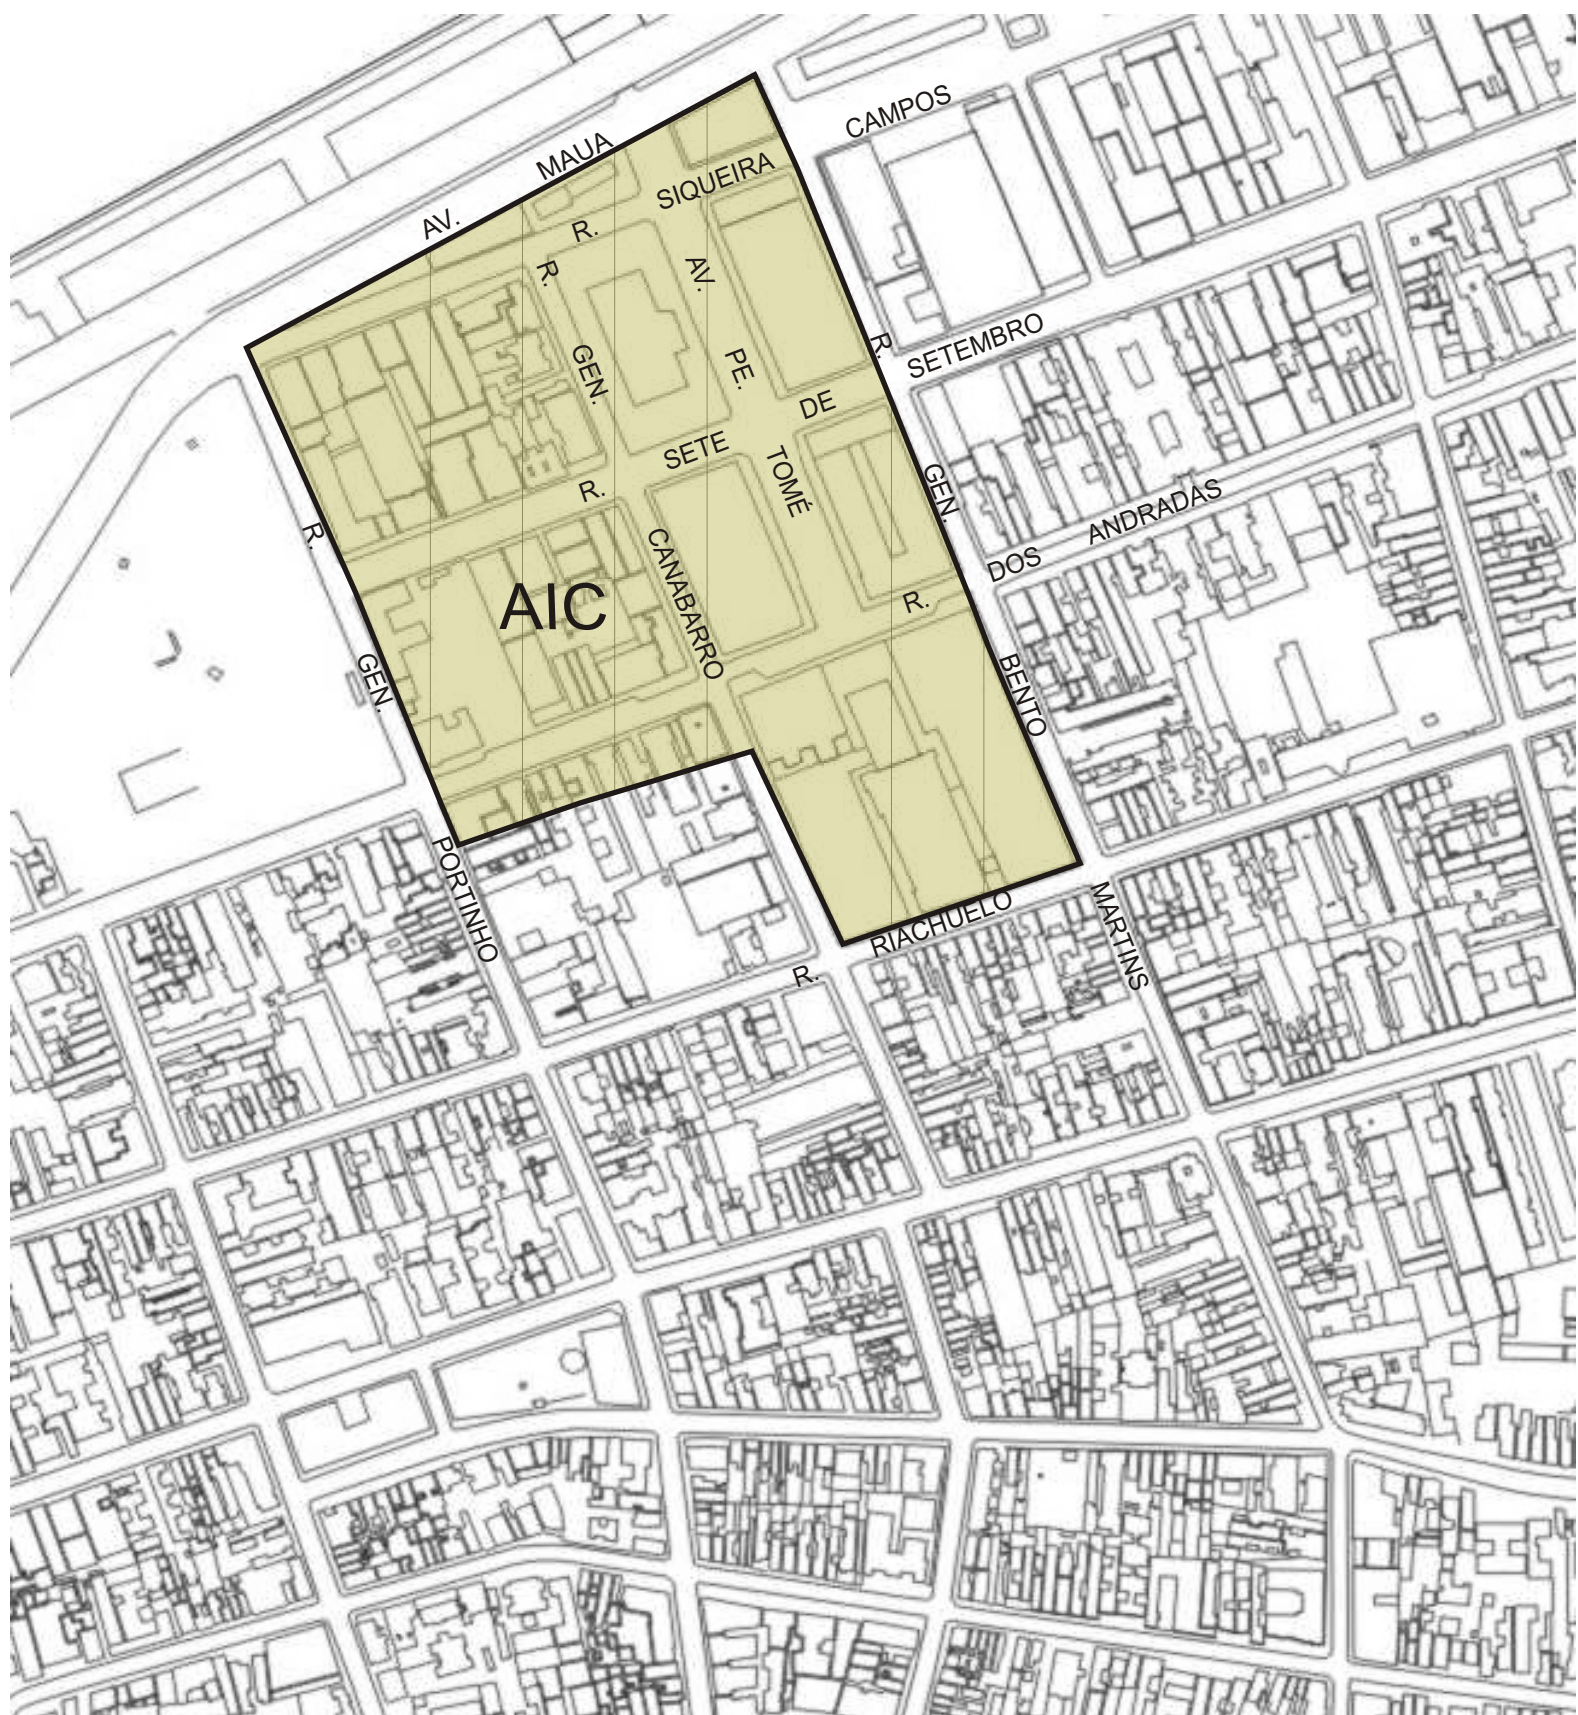 CAMPOS
AV. MAUA
R. SIQUEIRA
R. GEN. CANABARRO
AV. PE. TOMÉ
R. SETE DE SETEMBRO
R. DOS ANDRADAS
R. GEN. BENTO MARTINS
R. GEN. PORTINHO
AIC
R. RIACHUELO